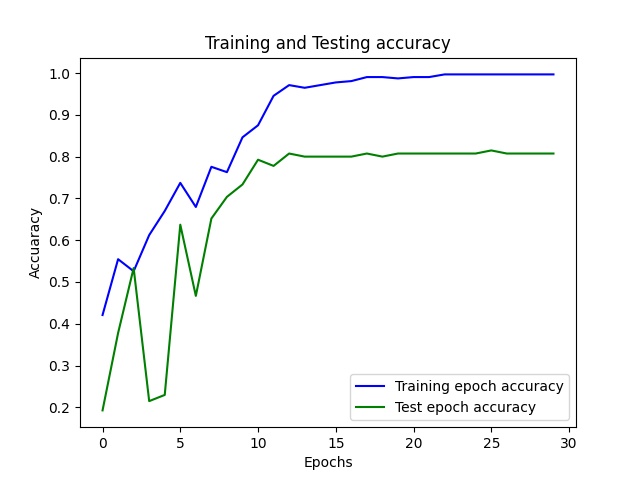 Training and Testing accuracy
1.0
0.9
0.8
0.7
0.6
0.5
0.4
0.3
0.2
Accuaracy
Training epoch accuracy
Test epoch accuracy
0 5 10 15 20 25 30
Epochs